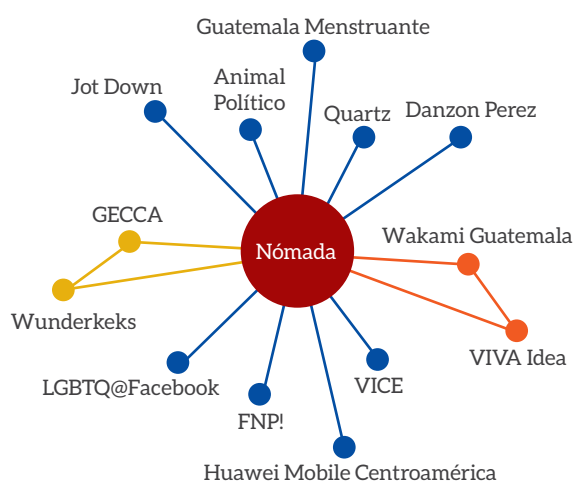 Guatemala Menstruante
Jot Down
Animal
Político
Quartz
Danzon Perez
GECCA
Nómada
Wakami Guatemala
Wunderkeks
VIVA Idea
LGBTQ@Facebook
VICE
FNP!
Huawei Mobile Centroamérica